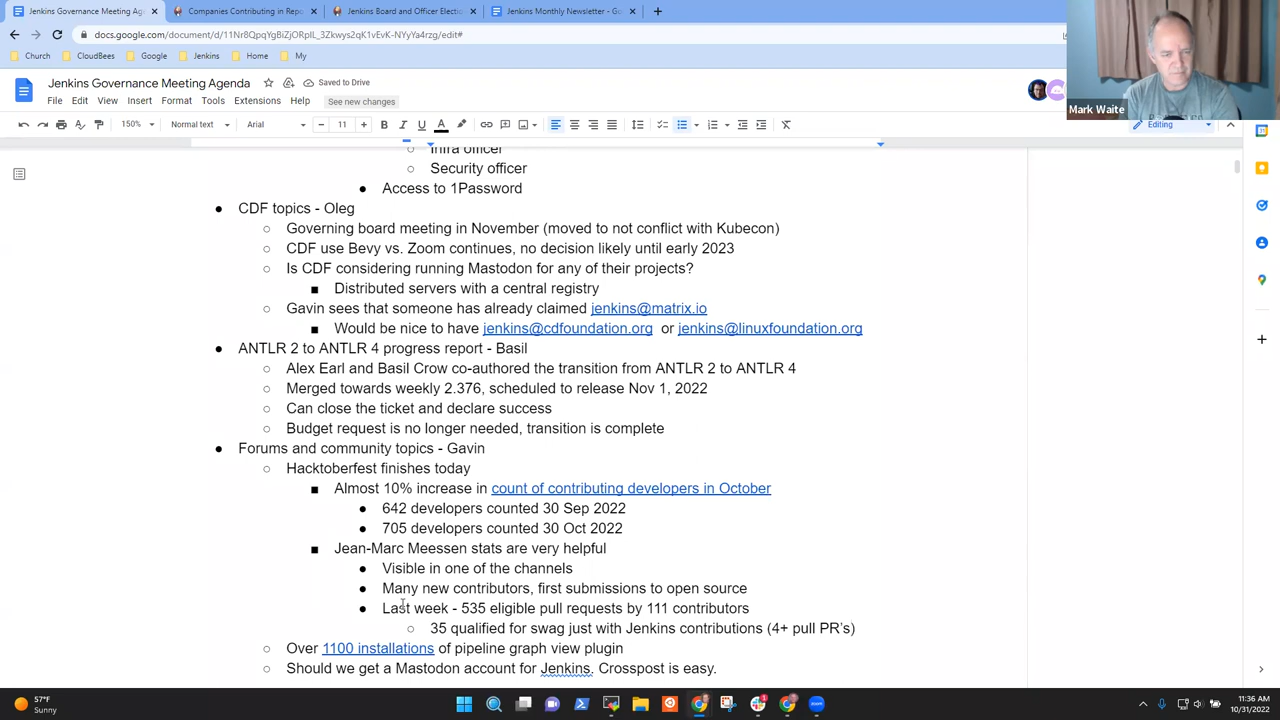 Jenkins Governance Meeting Age
Companies Contributing in Repo
Jenkins Board and Officer Electio
Jenkins Monthly Newsletter - Go
docs.google.com/document/d/11Nr8QpqYgBiZjORpIL_3Zkwys2qK1vEvK-NYyYa4rzg/edit#
Church
CloudBees
Google
Jenkins
Home
My
Mark Waite
Jenkins Governance Meeting Agenda
Saved to Drive
File Edit View Insert Format Tools Extensions Help See new changes
150% Normal text Arial 11 Editing
Infra officer
Security officer
Access to 1Password
CDF topics - Oleg
Governing board meeting in November (moved to not conflict with Kubecon)
CDF use Bevy vs. Zoom continues, no decision likely until early 2023
Is CDF considering running Mastodon for any of their projects?
Distributed servers with a central registry
Gavin sees that someone has already claimed jenkins@matrix.io
Would be nice to have jenkins@cdfoundation.org or jenkins@linuxfoundation.org
ANTLR 2 to ANTLR 4 progress report - Basil
Alex Earl and Basil Crow co-authored the transition from ANTLR 2 to ANTLR 4
Merged towards weekly 2.376, scheduled to release Nov 1, 2022
Can close the ticket and declare success
Budget request is no longer needed, transition is complete
Forums and community topics - Gavin
Hacktoberfest finishes today
Almost 10% increase in count of contributing developers in October
642 developers counted 30 Sep 2022
705 developers counted 30 Oct 2022
Jean-Marc Meessen stats are very helpful
Visible in one of the channels
Many new contributors, first submissions to open source
Last week - 535 eligible pull requests by 111 contributors
35 qualified for swag just with Jenkins contributions (4+ pull PR's)
Over 1100 installations of pipeline graph view plugin
Should we get a Mastodon account for Jenkins. Crosspost is easy.
57°F
Sunny
11:36 AM
10/31/2022